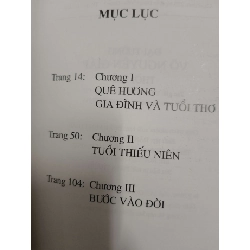 MỤC LỤC
Trang 14: Chương I
QUÊ HƯƠNG
GIA ĐÌNH VÀ TUỔI THƠ
Trang 50: Chương II
TUỔI THIẾU NIÊN
Trang 104: Chương III
BƯỚC VÀO ĐỜI